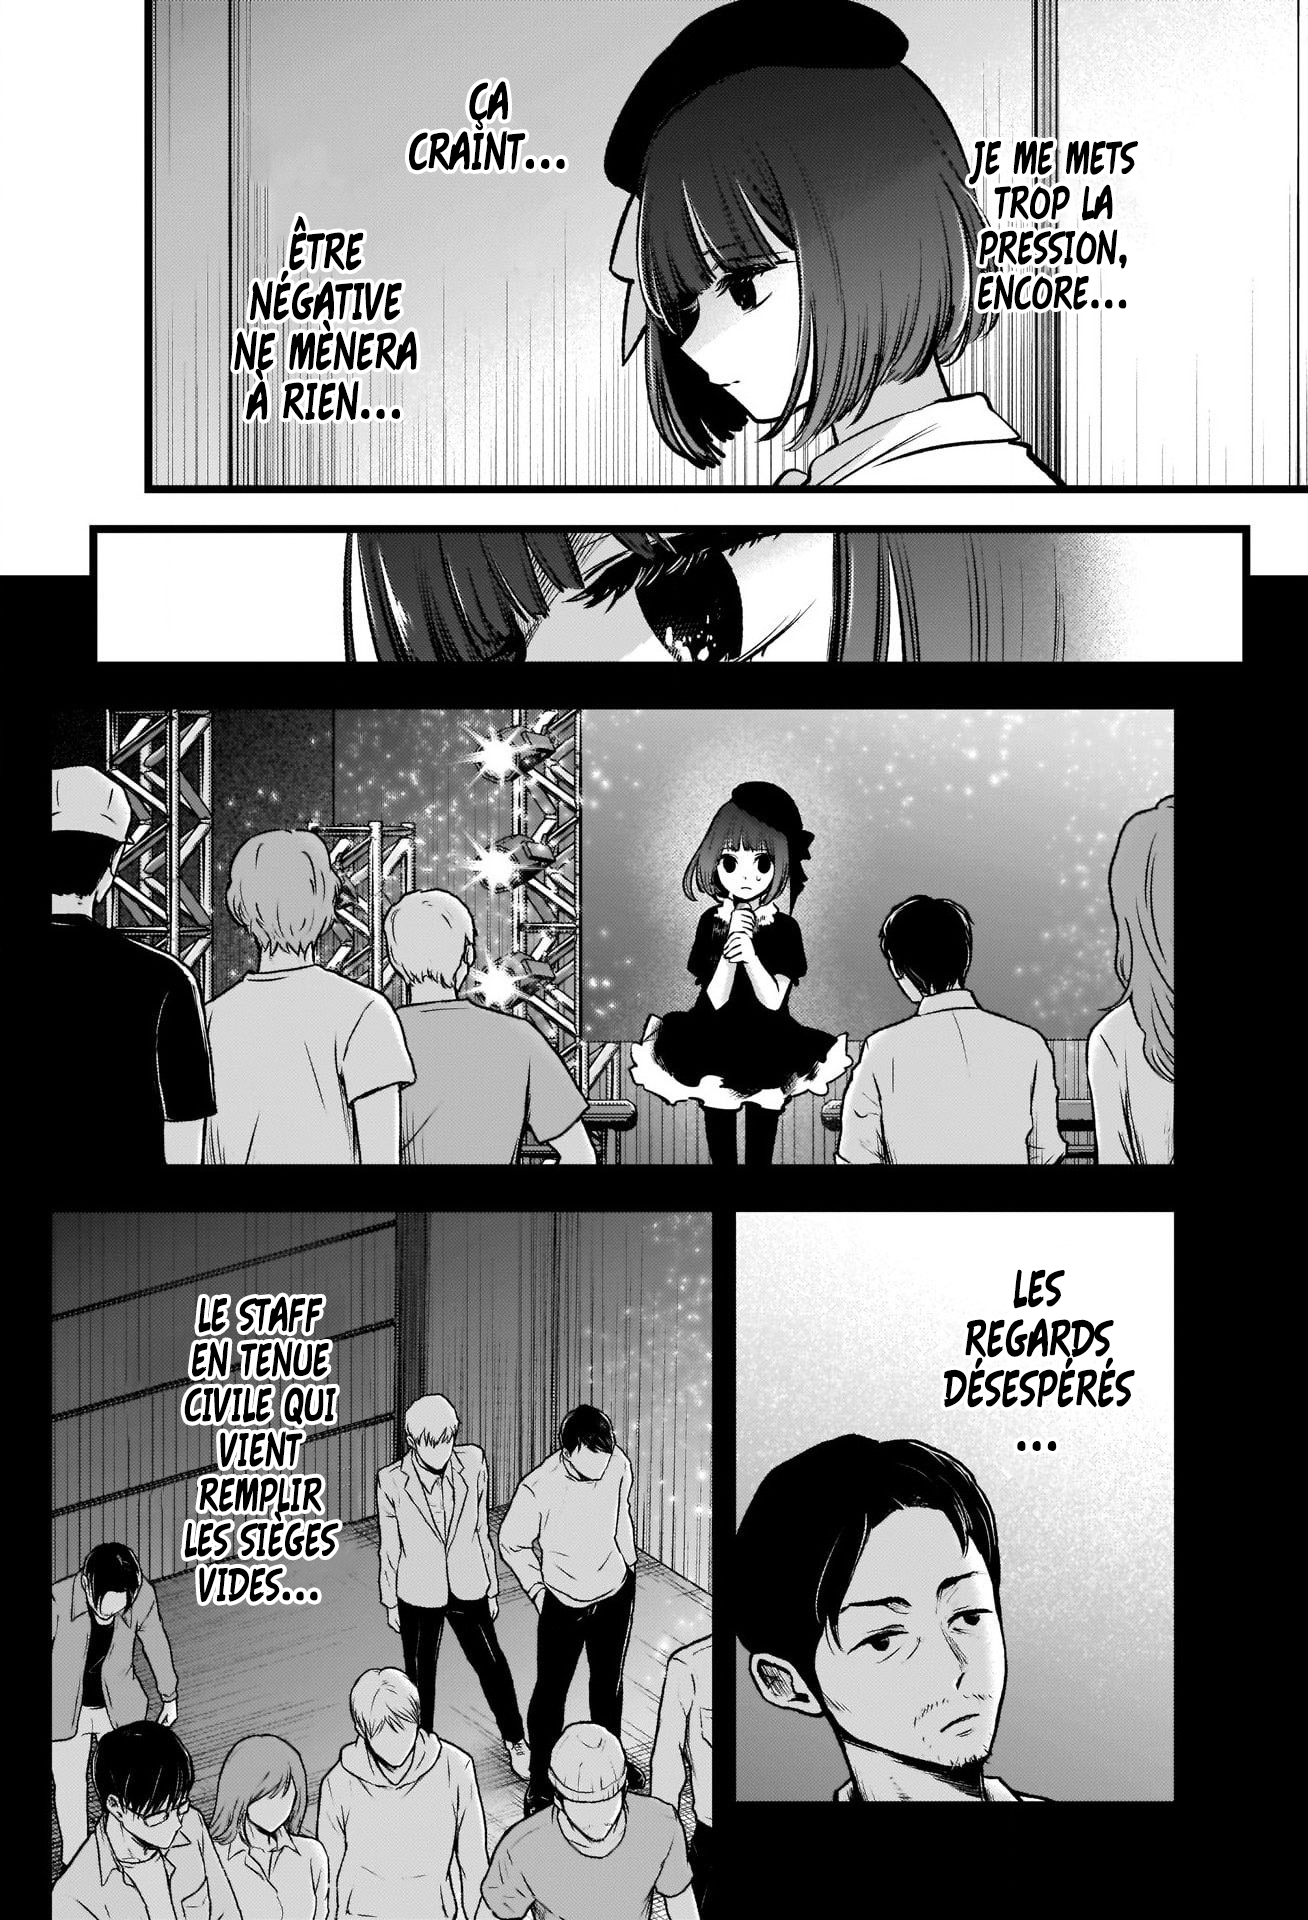 JE ME METS
TROP LA
PRESSION,
ENCORE...
ÇA
CRAINT...
ÊTRE
NÉGATIVE
NE MÈNERA
À RIEN...
LES
REGARDS
DÉSESPÉRÉS
...
LE STAFF
EN TENUE
CIVILE QUI
VIENT
REMPLIR
LES SIÈGES
VIDES...